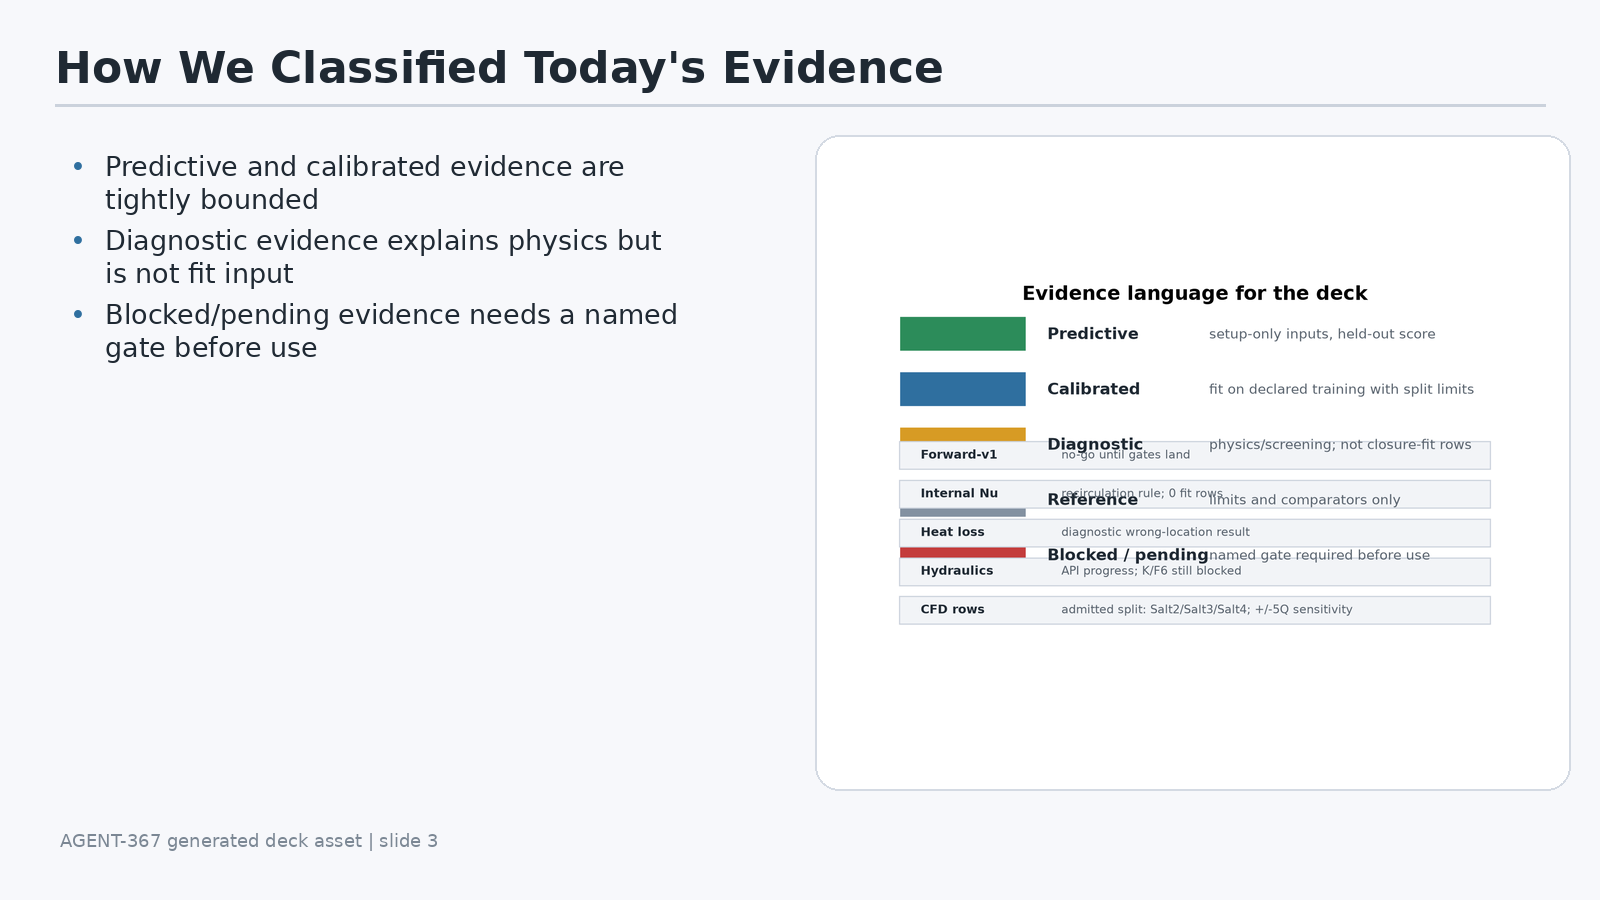 How We Classified Today's Evidence
• Predictive and calibrated evidence are
tightly bounded
• Diagnostic evidence explains physics but
is not fit input
• Blocked/pending evidence needs a named
gate before use
Evidence language for the deck
Predictive setup-only inputs, held-out score
Calibrated fit on declared training with split limits
Diagnostic physics/screening; not closure-fit rows
Forward-v1 no-go until gates land
Internal Nu recirculation rule; 0 fit rows
Reference limits and comparators only
Heat loss diagnostic wrong-location result
Blocked / pending named gate required before use
Hydraulics API progress; K/F6 still blocked
CFD rows admitted split: Salt2/Salt3/Salt4; +/-5Q sensitivity
AGENT-367 generated deck asset | slide 3